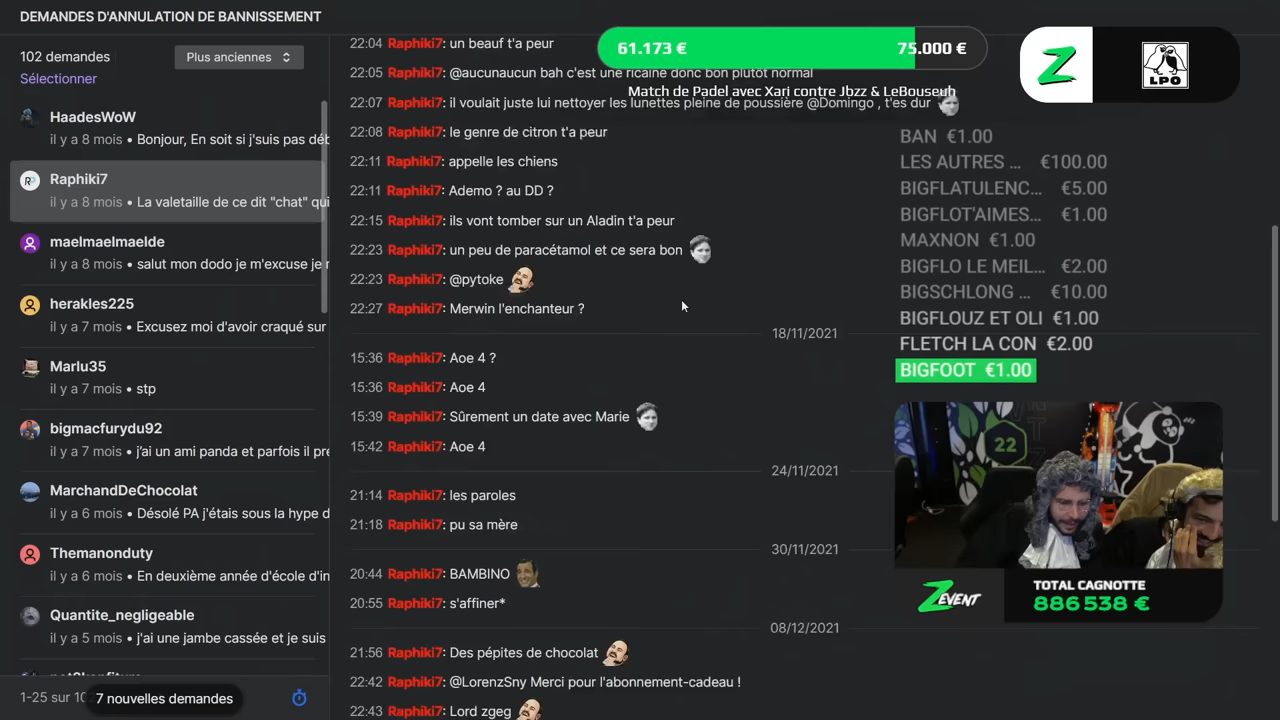 DEMANDES D'ANNULATION DE BANNISSEMENT
102 demandes
Plus anciennes
Sélectionner
HaadesWoW
il y a 8 mois • Bonjour, En soit si j'suis pas déb
Raphiki7
il y a 8 mois • La valetaille de ce dit "chat" qui
maelmaelmaelde
il y a 8 mois • salut mon dodo je m'excuse je r
herakles225
il y a 7 mois • Excusez moi d'avoir craqué sur
Marlu35
il y a 7 mois • stp
bigmacfurydu92
il y a 7 mois • j'ai un ami panda et parfois il pre
MarchandDeChocolat
il y a 6 mois • Désolé PA j'étais sous la hype d
Themanonduty
il y a 6 mois • En deuxième année d'école d'in
Quantite_negligeable
il y a 5 mois • j'ai une jambe cassée et je suis
1-25 sur 10
7 nouvelles demandes
22:04 Raphiki7: un beauf t'a peur
22:05 Raphiki7: @aucunaucun bah c'est une ricaine donc bon plutôt normal
22:07 Raphiki7: il voulait juste lui nettoyer les lunettes pleine de poussière @Domingo , t'es dur
22:08 Raphiki7: le genre de citron t'a peur
22:11 Raphiki7: appelle les chiens
22:11 Raphiki7: Ademo ? au DD ?
22:15 Raphiki7: ils vont tomber sur un Aladin t'a peur
22:23 Raphiki7: un peu de paracétamol et ce sera bon
22:23 Raphiki7: @pytoke
22:27 Raphiki7: Merwin l'enchanteur ?
18/11/2021
15:36 Raphiki7: Aoe 4 ?
15:36 Raphiki7: Aoe 4
15:39 Raphiki7: Sûrement un date avec Marie
15:42 Raphiki7: Aoe 4
24/11/2021
21:14 Raphiki7: les paroles
21:18 Raphiki7: pu sa mère
30/11/2021
20:44 Raphiki7: BAMBINO
20:55 Raphiki7: s'affiner*
08/12/2021
21:56 Raphiki7: Des pépites de chocolat
22:42 Raphiki7: @LorenzSny Merci pour l'abonnement-cadeau !
22:43 Raphiki7: Lord zgeg
61.173 € 75.000 €
Match de Padel avec Xari contre Jbzz & LeBouseuh
Z
LPO
BAN €1.00
LES AUTRES ... €100.00
BIGFLATULENC... €5.00
BIGFLOT'AIMES... €1.00
MAXNON €1.00
BIGFLO LE MEIL... €2.00
BIGSCHLONG ... €10.00
BIGFLOUZ ET OLI €1.00
FLETCH LA CON €2.00
BIGFOOT €1.00
22
ZEVENT
TOTAL CAGNOTTE
886 538 €